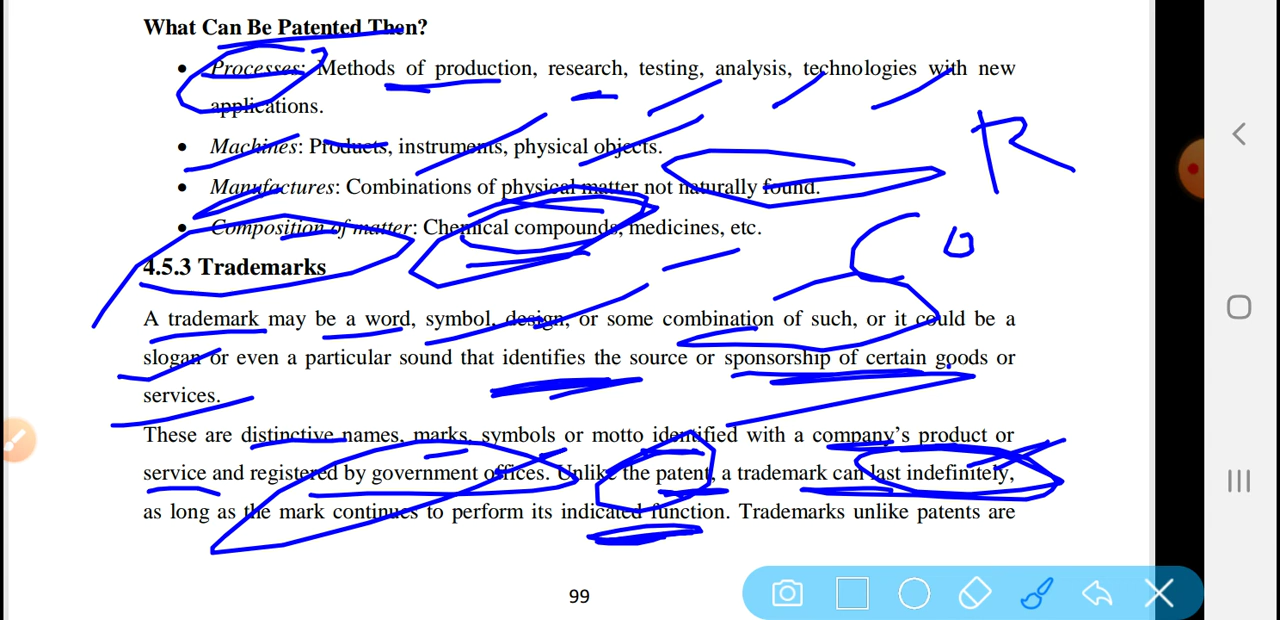 What Can Be Patented Then?
• Processes: Methods of production, research, testing, analysis, technologies with new
applications.
• Machines: Products, instruments, physical objects.
• Manufactures: Combinations of physical matter not naturally found.
• Composition of matter: Chemical compounds, medicines, etc.
4.5.3 Trademarks
A trademark may be a word, symbol, design, or some combination of such, or it could be a
slogan or even a particular sound that identifies the source or sponsorship of certain goods or
services.
These are distinctive names, marks, symbols or motto identified with a company's product or
service and registered by government offices. Unlike the patent, a trademark can last indefinitely,
as long as the mark continues to perform its indicated function. Trademarks unlike patents are
99